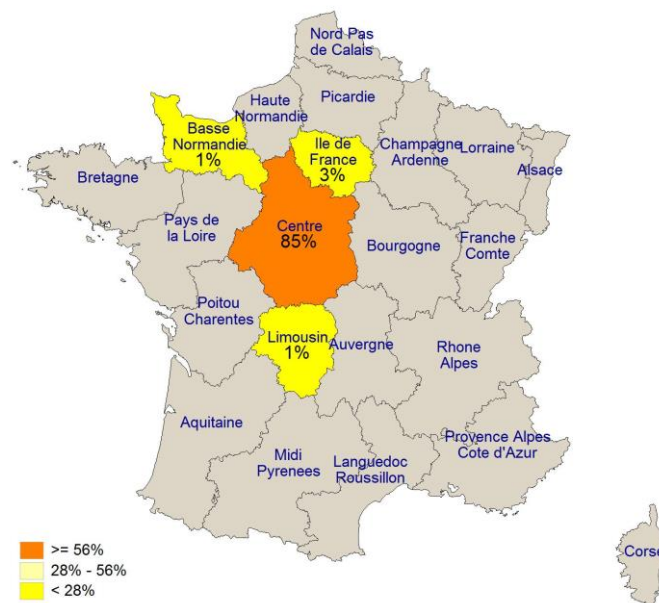 Nord Pas
de Calais
Haute
Normandie
Picardie
Basse
Normandie
1%
Ile de
France
3%
Champagne
Ardenne
Lorraine
Alsace
Bretagne
Pays de
la Loire
Centre
85%
Bourgogne
Franche
Comte
Poitou
Charentes
Limousin
1%
Auvergne
Rhone
Alpes
Aquitaine
Midi
Pyrenees
Languedoc
Roussillon
Provence Alpes
Cote d'Azur
Corse
>= 56%
28% - 56%
< 28%